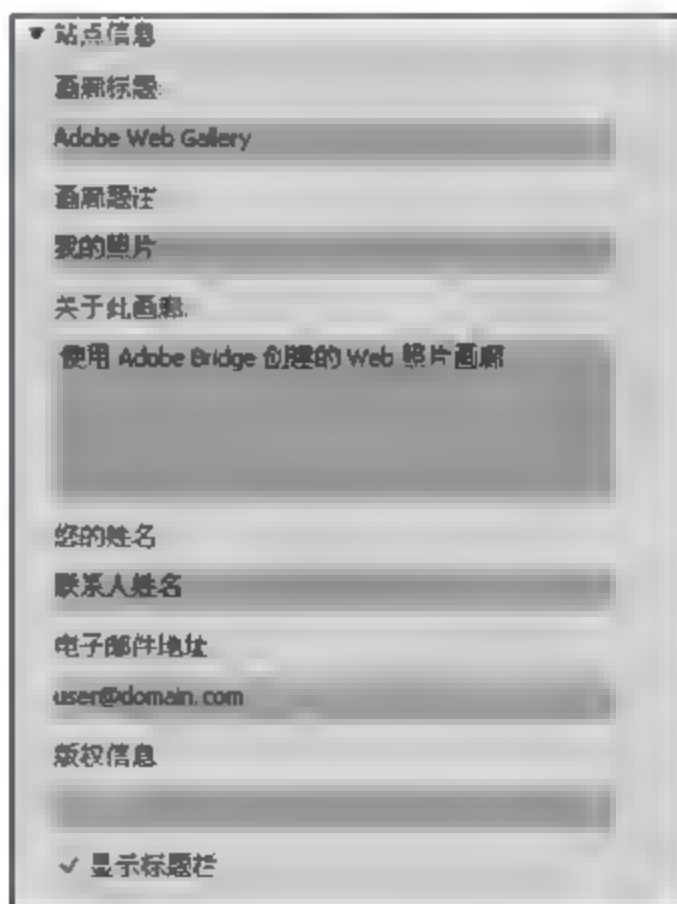 站点信息
画廊标题:
Adobe Web Gallery
画廊题注
我的照片
关于此画廊:
使用 Adobe Bridge 创建的 Web 照片画廊
您的姓名
联系人姓名
电子邮件地址
user@domain.com
版权信息
显示标题栏